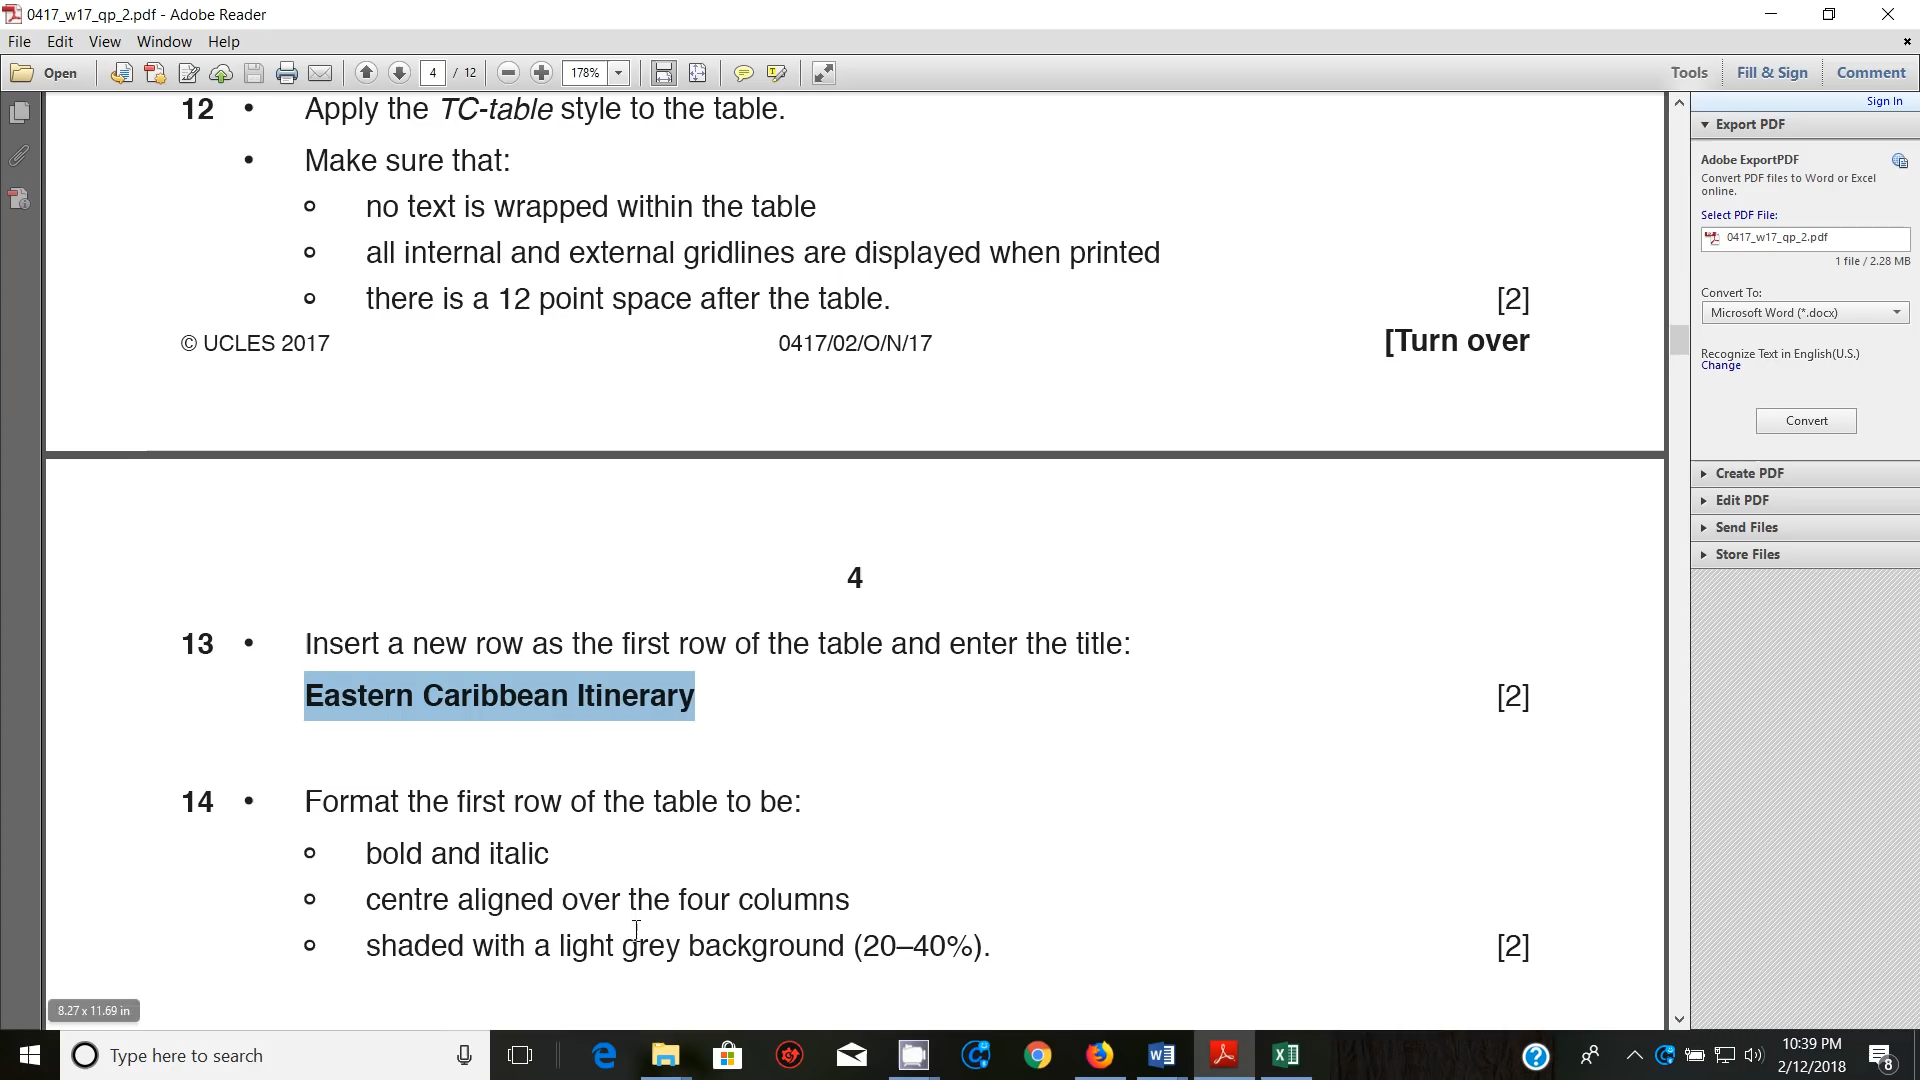 0417_w17_qp_2.pdf - Adobe Reader
File Edit View Window Help
Open 4 / 12 178% Tools Fill & Sign Comment
Sign In
12 • Apply the TC-table style to the table.
• Make sure that:
no text is wrapped within the table
all internal and external gridlines are displayed when printed
there is a 12 point space after the table. [2]
© UCLES 2017 0417/02/O/N/17 [Turn over
4
13 • Insert a new row as the first row of the table and enter the title:
Eastern Caribbean Itinerary [2]
14 • Format the first row of the table to be:
bold and italic
centre aligned over the four columns
shaded with a light grey background (20–40%). [2]
8.27 x 11.69 in
Export PDF
Adobe ExportPDF
Convert PDF files to Word or Excel
online.
Select PDF File:
0417_w17_qp_2.pdf
1 file / 2.28 MB
Convert To:
Microsoft Word (*.docx)
Recognize Text in English(U.S.)
Change
Convert
Create PDF
Edit PDF
Send Files
Store Files
Type here to search
10:39 PM
2/12/2018
8